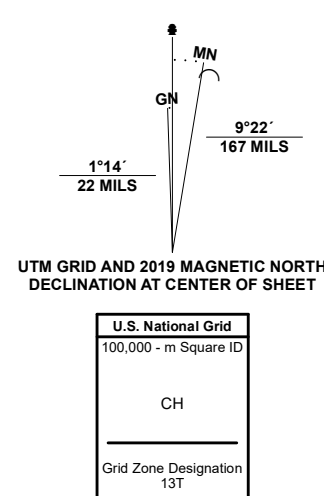 MN
GN
9°22´
167 MILS
1°14´
22 MILS
UTM GRID AND 2019 MAGNETIC NORTH
DECLINATION AT CENTER OF SHEET
U.S. National Grid
100,000 - m Square ID
CH
Grid Zone Designation
13T